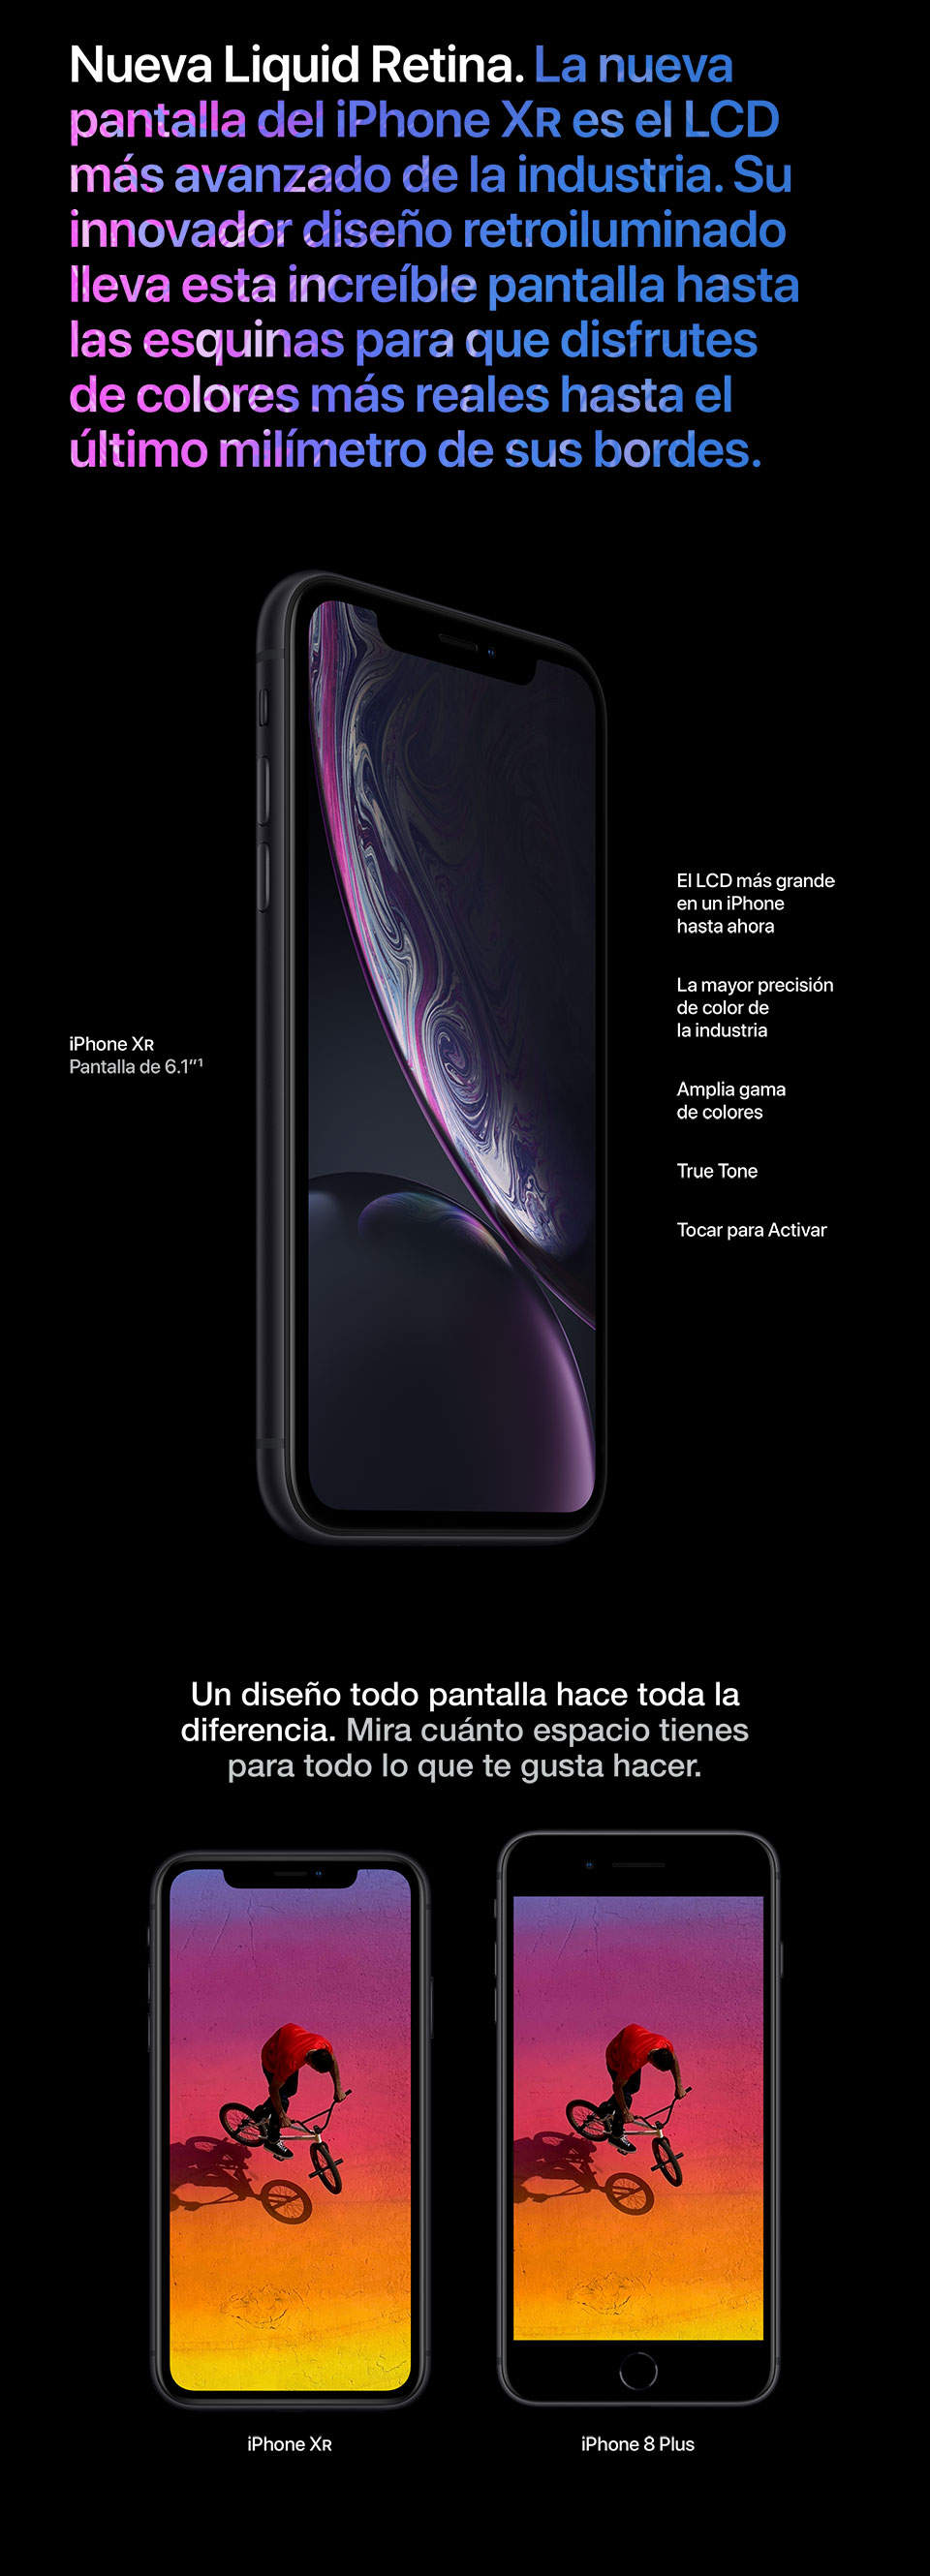 Nueva Liquid Retina. La nueva
pantalla del iPhone XR es el LCD
más avanzado de la industria. Su
innovador diseño retroiluminado
lleva esta increíble pantalla hasta
las esquinas para que disfrutes
de colores más reales hasta el
último milímetro de sus bordes.
El LCD más grande
en un iPhone
hasta ahora
La mayor precisión
de color de
la industria
iPhone XR
Pantalla de 6.1”¹
Amplia gama
de colores
True Tone
Tocar para Activar
Un diseño todo pantalla hace toda la
diferencia. Mira cuánto espacio tienes
para todo lo que te gusta hacer.
iPhone XR
iPhone 8 Plus